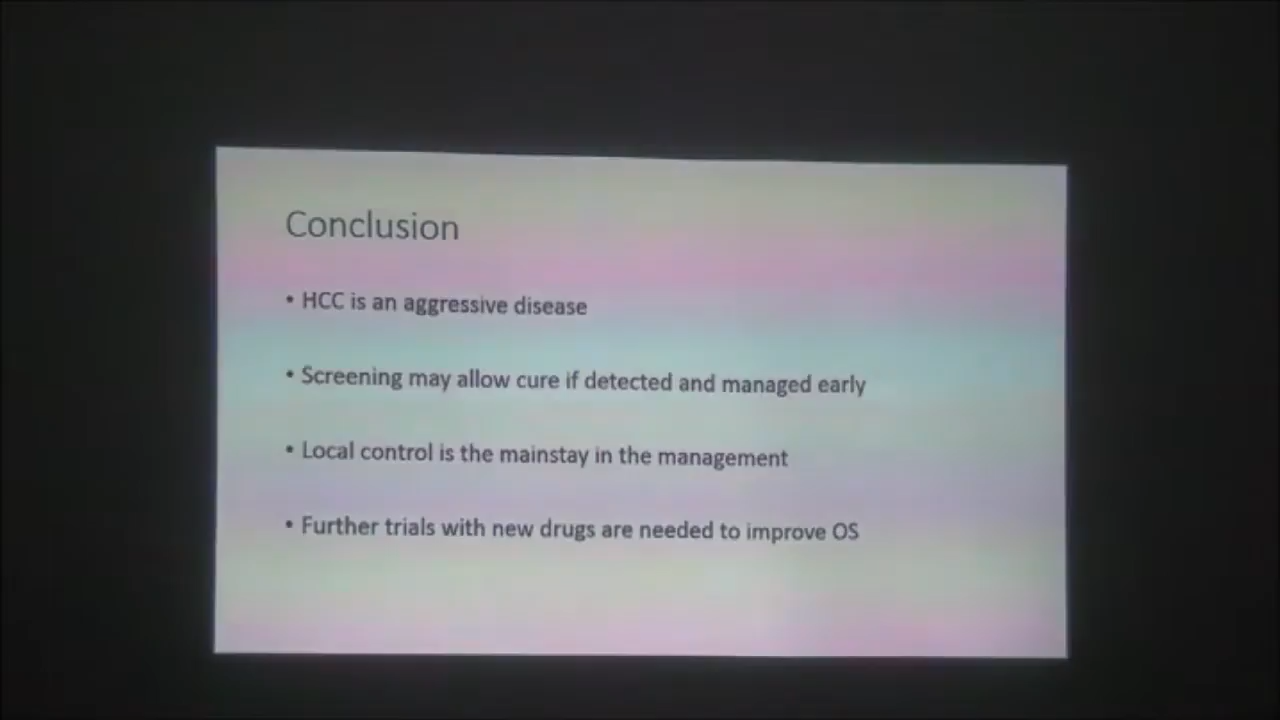 Conclusion
• HCC is an aggressive disease
• Screening may allow cure if detected and managed early
• Local control is the mainstay in the management
• Further trials with new drugs are needed to improve OS